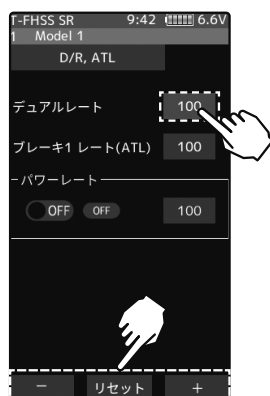 T-FHSS SR 9:42 6.6V
1 Model 1
D/R, ATL
デュアルレート 100
ブレーキ1 レート(ATL) 100
パワーレート
OFF OFF 100
− リセット +